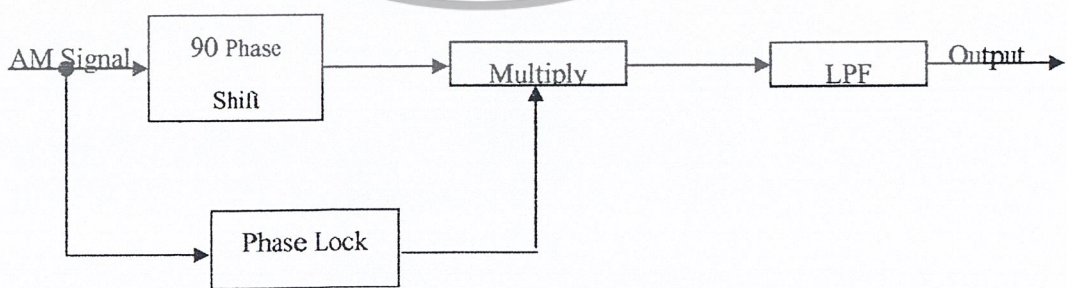 AM Signal
90 Phase
Shift
Multiply
LPF
Output
Phase Lock